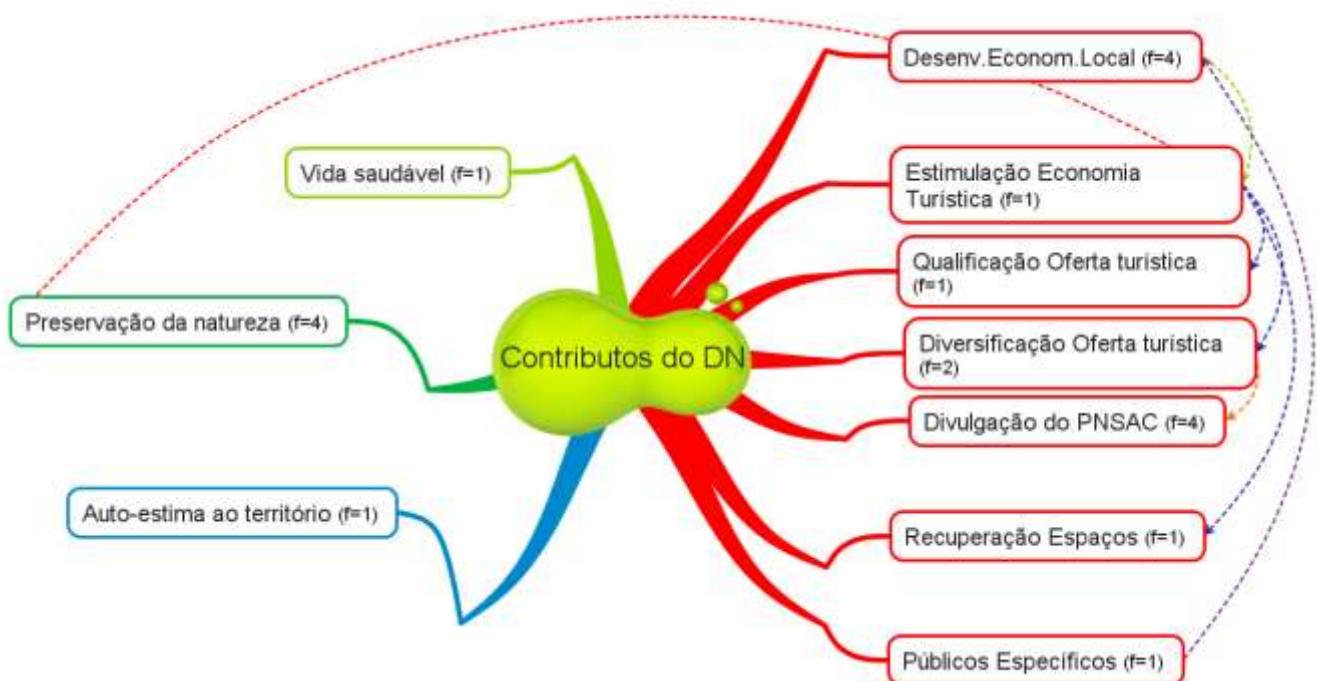 Desenv.Econom.Local (f=4)
Vida saudável (f=1)
Estimulação Economia
Turística (f=1)
Qualificação Oferta turistica
(f=1)
Preservação da natureza (f=4)
Contributos do DN
Diversificação Oferta turistica
(f=2)
Divulgação do PNSAC (f=4)
Auto-estima ao território (f=1)
Recuperação Espaços (f=1)
Públicos Específicos (f=1)